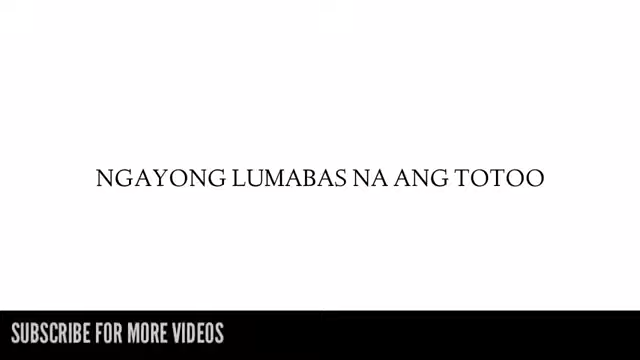 NGAYONG LUMABAS NA ANG TOTOO
SUBSCRIBE FOR MORE VIDEOS